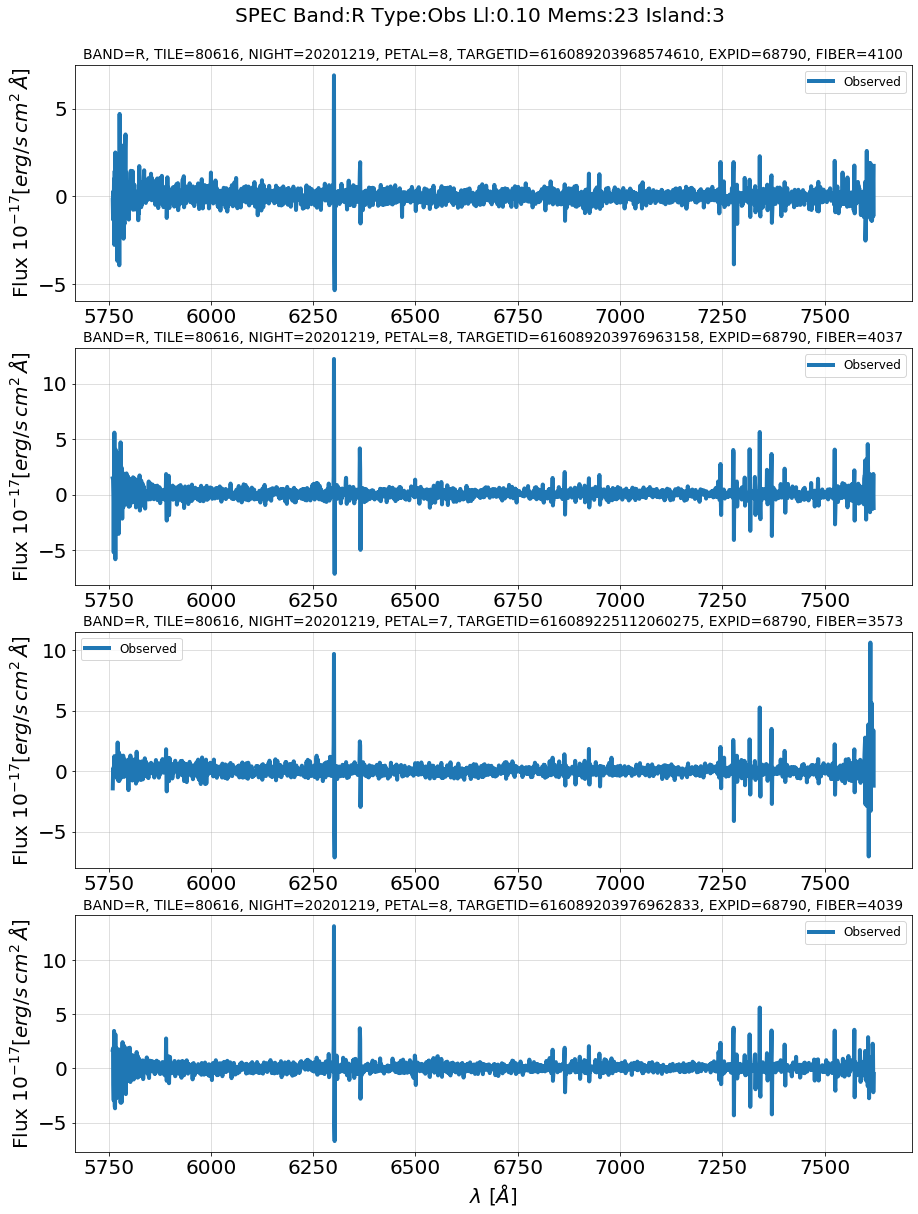 SPEC Band:R Type:Obs Ll:0.10 Mems:23 Island:3
BAND=R, TILE=80616, NIGHT=20201219, PETAL=8, TARGETID=616089203968574610, EXPID=68790, FIBER=4100
Observed
Flux 10^{-17}[erg/s cm^2 Å]
5
0
−5
5750 6000 6250 6500 6750 7000 7250 7500
BAND=R, TILE=80616, NIGHT=20201219, PETAL=8, TARGETID=616089203976963158, EXPID=68790, FIBER=4037
Observed
Flux 10^{-17}[erg/s cm^2 Å]
10
5
0
−5
5750 6000 6250 6500 6750 7000 7250 7500
BAND=R, TILE=80616, NIGHT=20201219, PETAL=7, TARGETID=616089225112060275, EXPID=68790, FIBER=3573
Observed
Flux 10^{-17}[erg/s cm^2 Å]
10
5
0
−5
5750 6000 6250 6500 6750 7000 7250 7500
BAND=R, TILE=80616, NIGHT=20201219, PETAL=8, TARGETID=616089203976962833, EXPID=68790, FIBER=4039
Observed
Flux 10^{-17}[erg/s cm^2 Å]
10
5
0
−5
5750 6000 6250 6500 6750 7000 7250 7500
λ [Å]